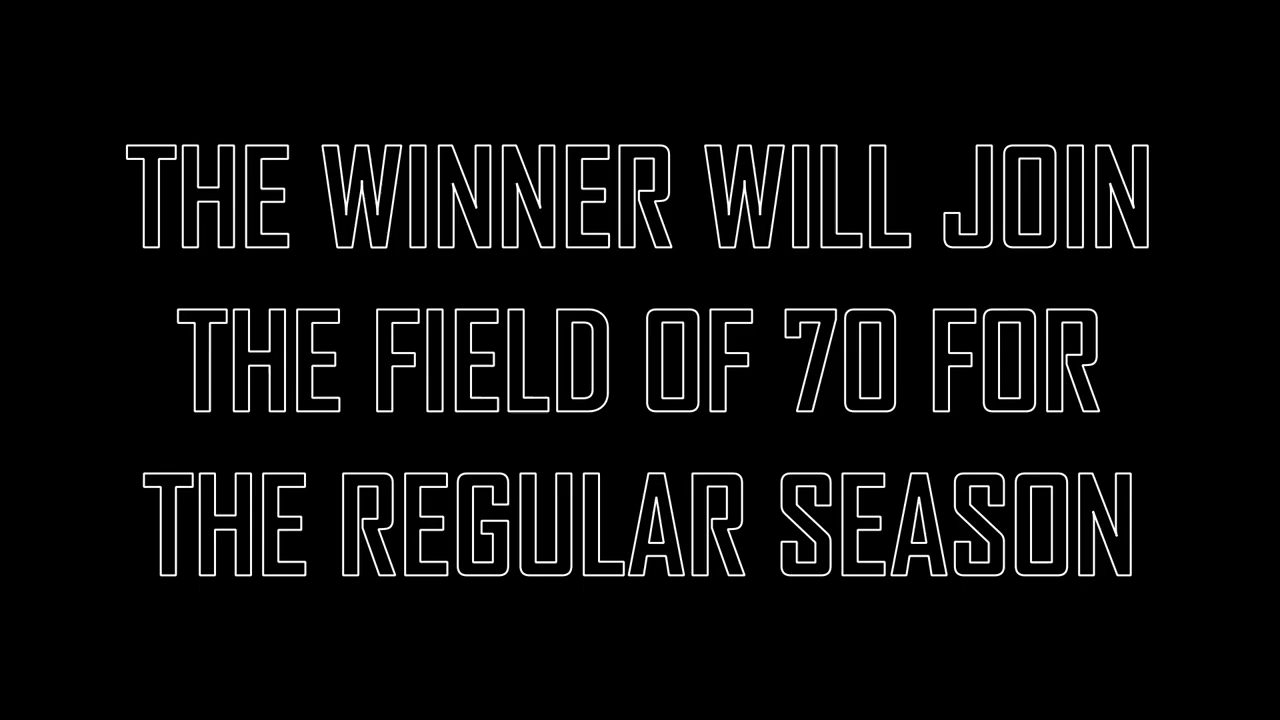 THE WINNER WILL JOIN
THE FIELD OF 70 FOR
THE REGULAR SEASON